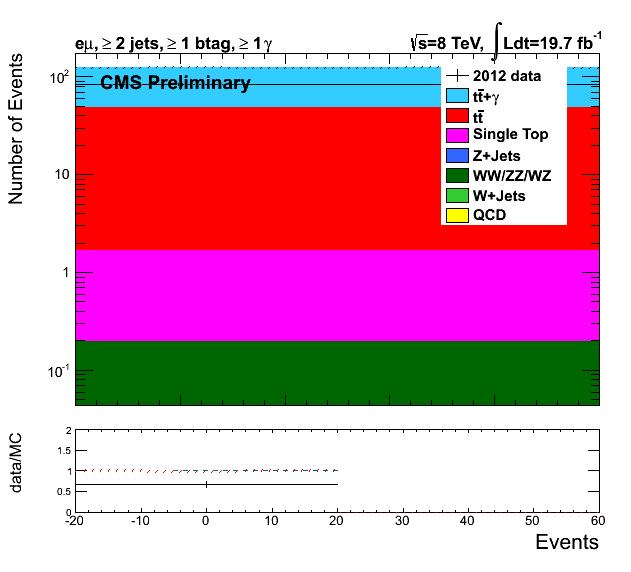 eμ, ≥ 2 jets, ≥ 1 btag, ≥ 1 γ
√s=8 TeV, ∫Ldt=19.7 fb⁻¹
Number of Events
10²
10
1
10⁻¹
CMS Preliminary
2012 data
tt̅+γ
tt̅
Single Top
Z+Jets
WW/ZZ/WZ
W+Jets
QCD
data/MC
2
1.5
1
0.5
0
-20 -10 0 10 20 30 40 50 60
Events